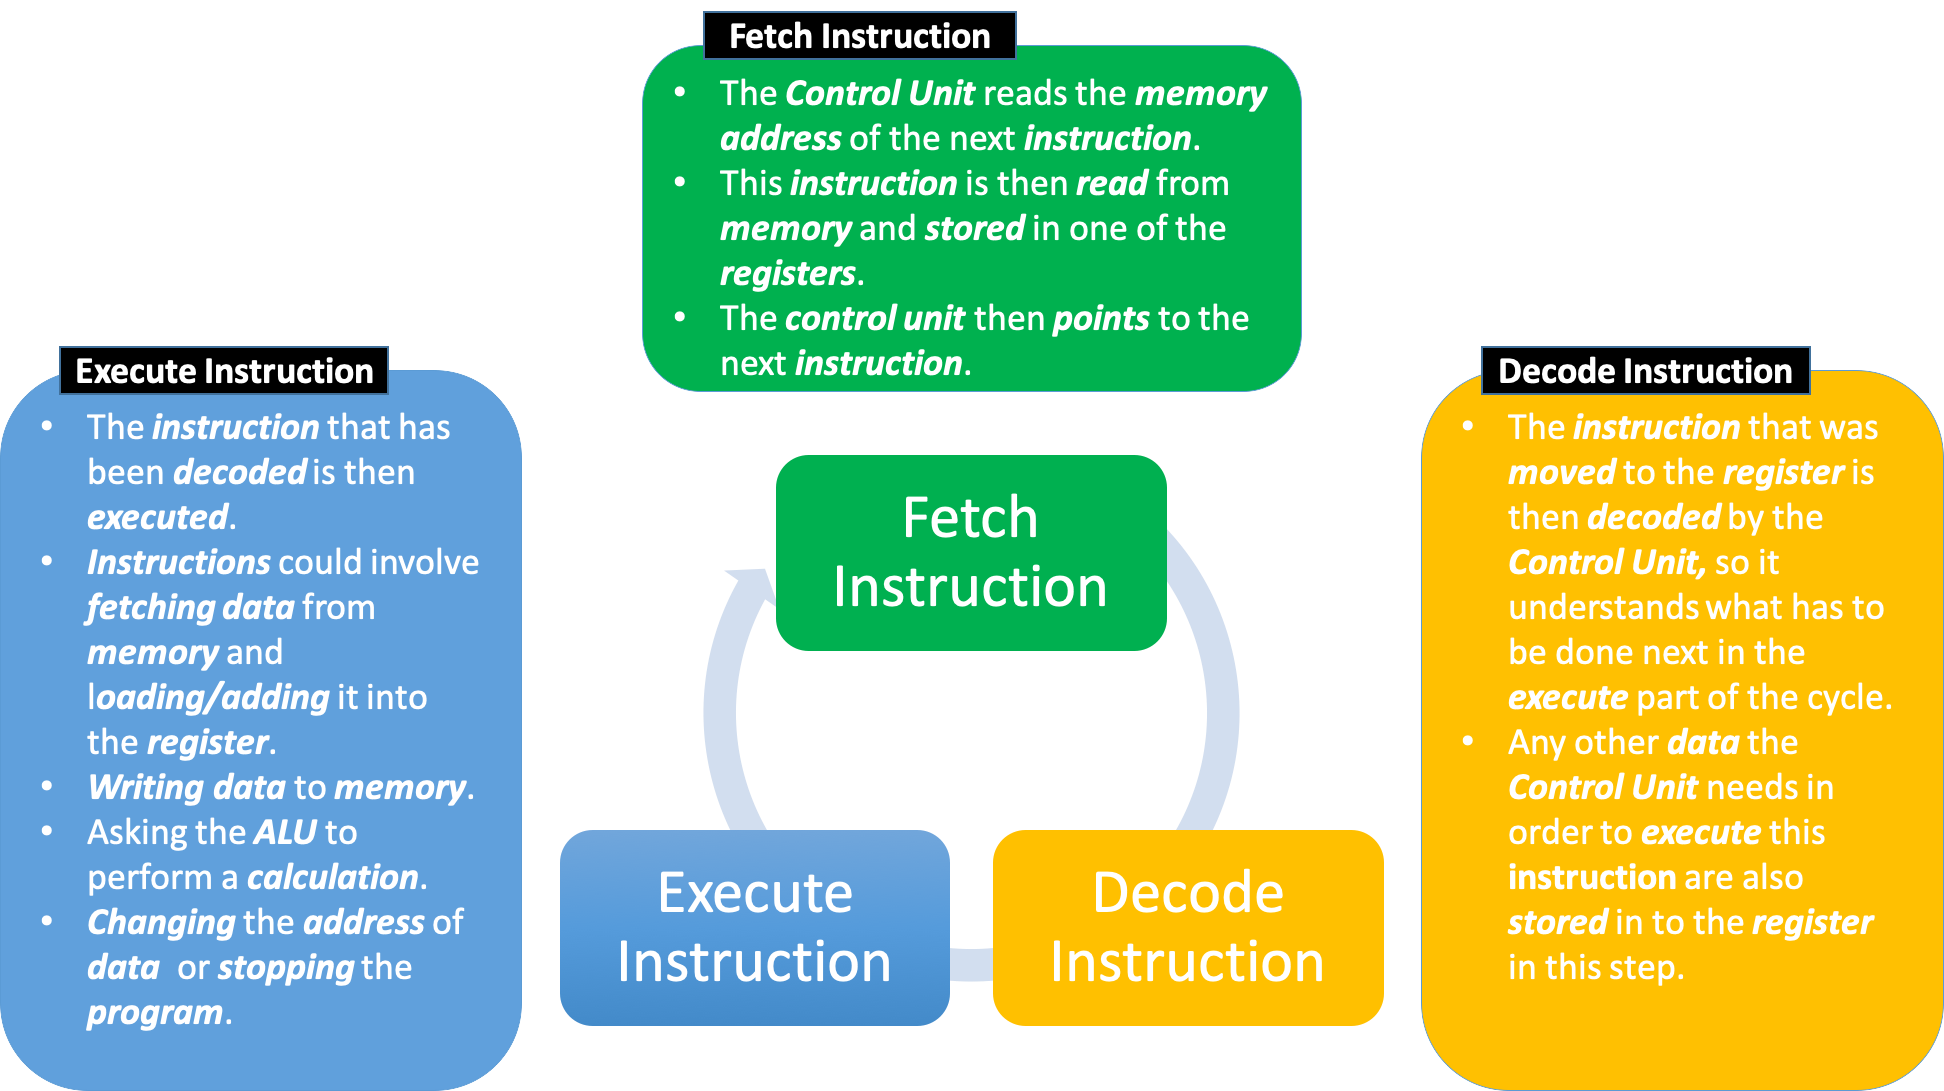 Fetch Instruction
• The Control Unit reads the memory
address of the next instruction.
• This instruction is then read from
memory and stored in one of the
registers.
• The control unit then points to the
next instruction.
Execute Instruction
• The instruction that has
been decoded is then
executed.
• Instructions could involve
fetching data from
memory and
loading/adding it into
the register.
• Writing data to memory.
• Asking the ALU to
perform a calculation.
• Changing the address of
data or stopping the
program.
Decode Instruction
• The instruction that was
moved to the register is
then decoded by the
Control Unit, so it
understands what has to
be done next in the
execute part of the cycle.
• Any other data the
Control Unit needs in
order to execute this
instruction are also
stored in to the register
in this step.
Fetch
Instruction
Execute
Instruction
Decode
Instruction